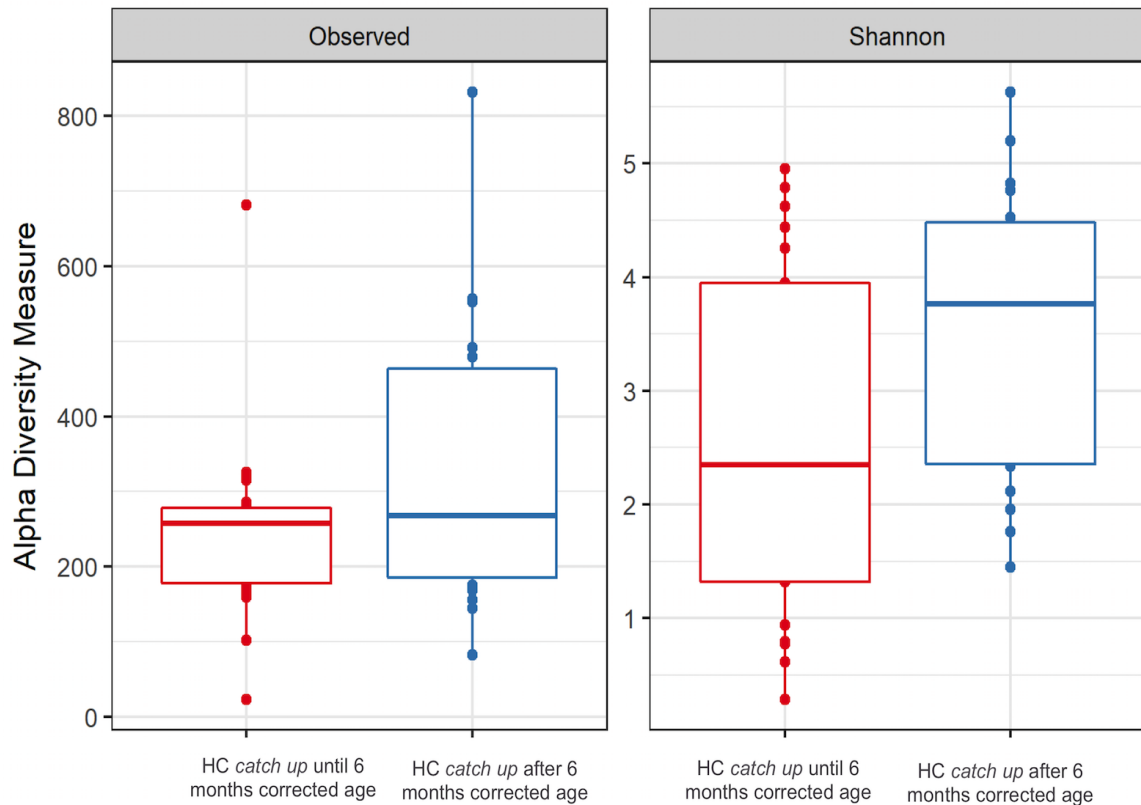 Observed
Shannon
Alpha Diversity Measure
800
600
400
200
0
5
4
3
2
1
HC catch up until 6
months corrected age
HC catch up after 6
months corrected age
HC catch up until 6
months corrected age
HC catch up after 6
months corrected age